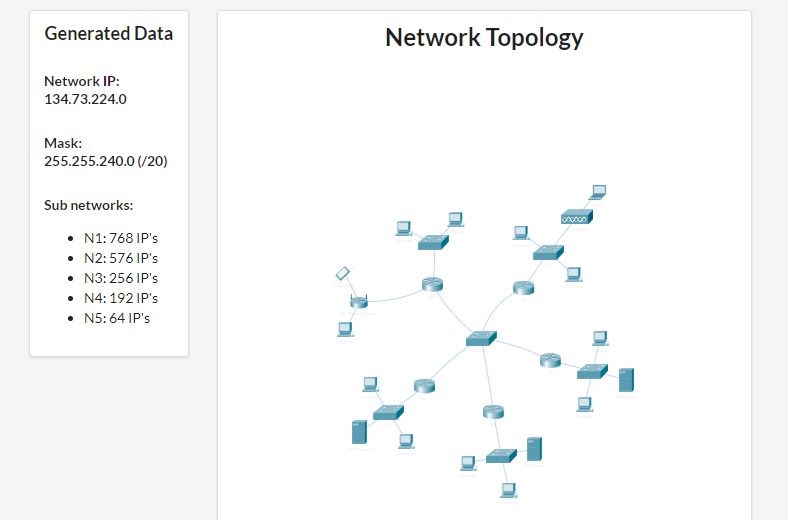 Generated Data
Network IP:
134.73.224.0
Mask:
255.255.240.0 (/20)
Sub networks:
N1: 768 IP's
N2: 576 IP's
N3: 256 IP's
N4: 192 IP's
N5: 64 IP's
Network Topology